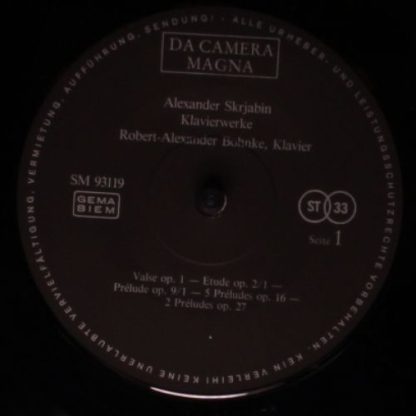 DA CAMERA
MAGNA
Alexander Skrjabin
Klavierwerke
Robert-Alexander Bohnke, Klavier
SM 93119
GEMA
BIEM
ST 33
Seite 1
Valse op. 1 — Etude op. 2/1 —
Prélude op. 9/1 — 5 Préludes op. 16 —
2 Préludes op. 27
ALLE URHEBER- UND LEISTUNGSSCHUTZRECHTE VORBEHALTEN · KEIN VERLEIH! KEINE UNERLAUBTE VERVIELFÄLTIGUNG, VERMIETUNG, AUFFÜHRUNG, SENDUNG! ·